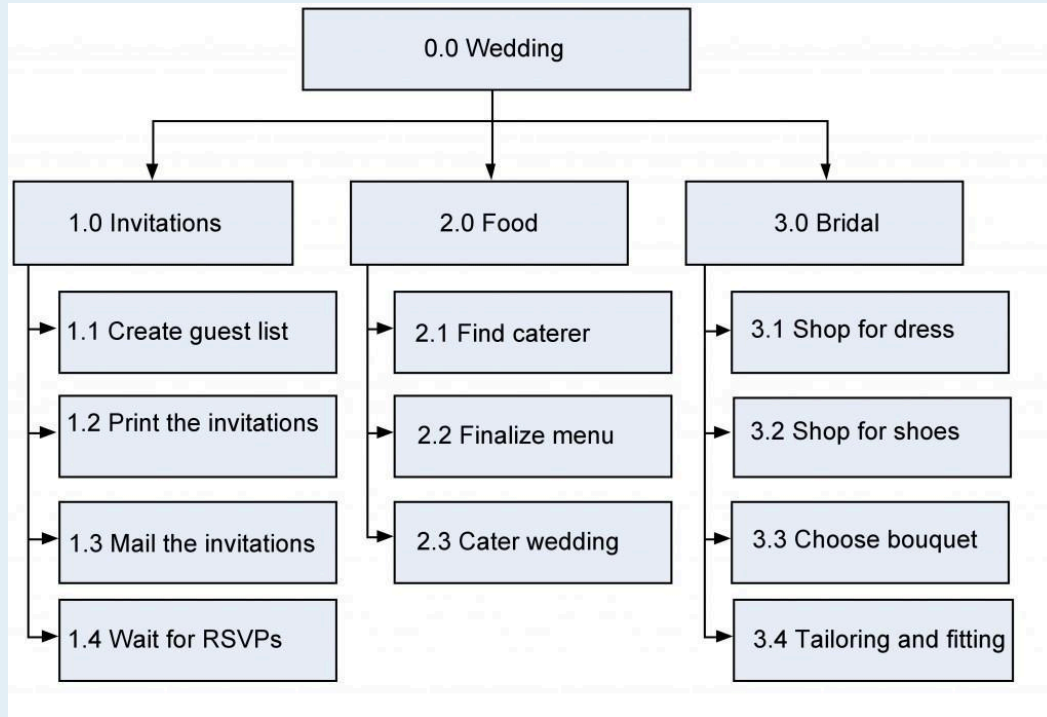 0.0 Wedding
1.0 Invitations
2.0 Food
3.0 Bridal
1.1 Create guest list
2.1 Find caterer
3.1 Shop for dress
1.2 Print the invitations
2.2 Finalize menu
3.2 Shop for shoes
1.3 Mail the invitations
2.3 Cater wedding
3.3 Choose bouquet
1.4 Wait for RSVPs
3.4 Tailoring and fitting